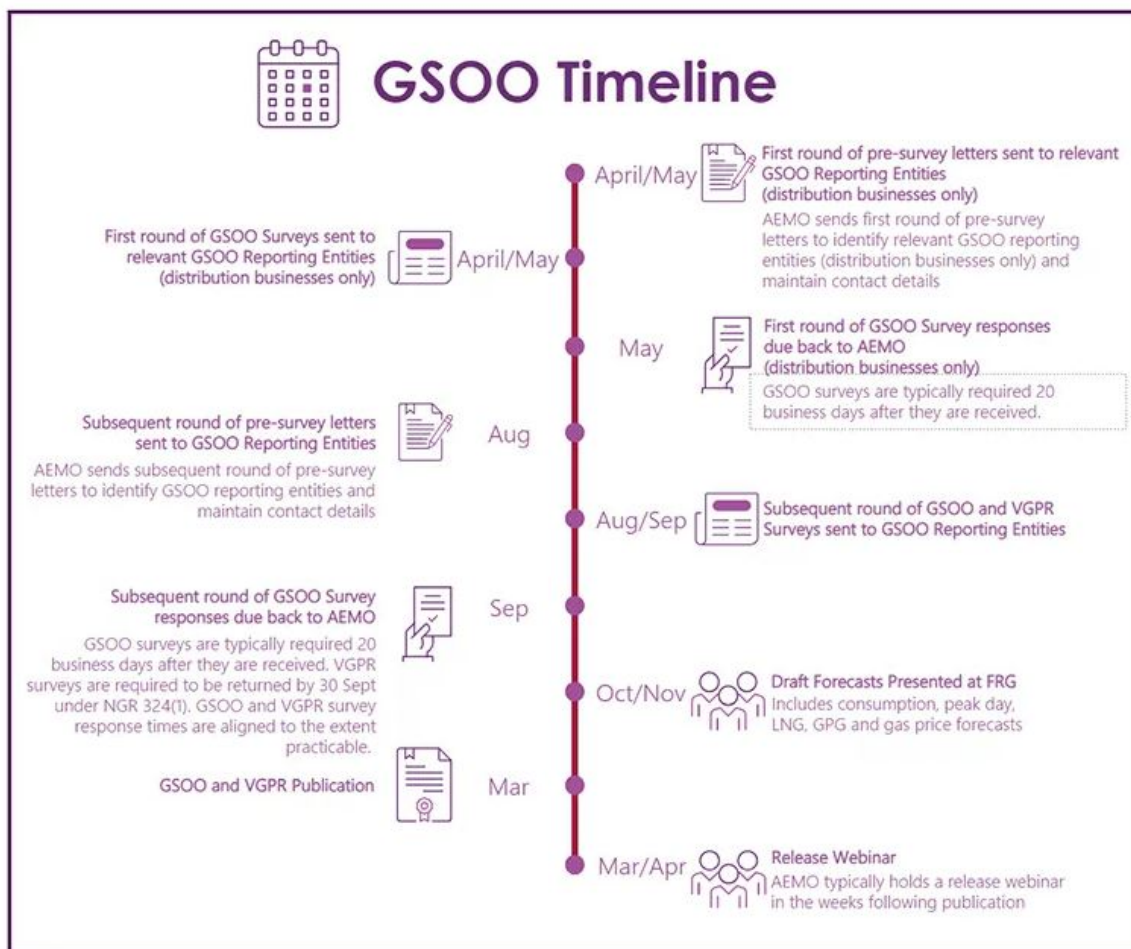 GSOO Timeline
April/May
First round of pre-survey letters sent to relevant
GSOO Reporting Entities
(distribution businesses only)
AEMO sends first round of pre-survey
letters to identify relevant GSOO reporting
entities (distribution businesses only) and
maintain contact details
First round of GSOO Surveys sent to
relevant GSOO Reporting Entities
(distribution businesses only)
April/May
May
First round of GSOO Survey responses
due back to AEMO
(distribution businesses only)
GSOO surveys are typically required 20
business days after they are received.
Subsequent round of pre-survey letters
sent to GSOO Reporting Entities
AEMO sends subsequent round of pre-survey
letters to identify GSOO reporting entities and
maintain contact details
Aug
Aug/Sep
Subsequent round of GSOO and VGPR
Surveys sent to GSOO Reporting Entities
Subsequent round of GSOO Survey
responses due back to AEMO
GSOO surveys are typically required 20
business days after they are received. VGPR
surveys are required to be returned by 30 Sept
under NGR 324(1). GSOO and VGPR survey
response times are aligned to the extent
practicable.
Sep
Oct/Nov
Draft Forecasts Presented at FRG
Includes consumption, peak day,
LNG, GPG and gas price forecasts
GSOO and VGPR Publication
Mar
Mar/Apr
Release Webinar
AEMO typically holds a release webinar
in the weeks following publication